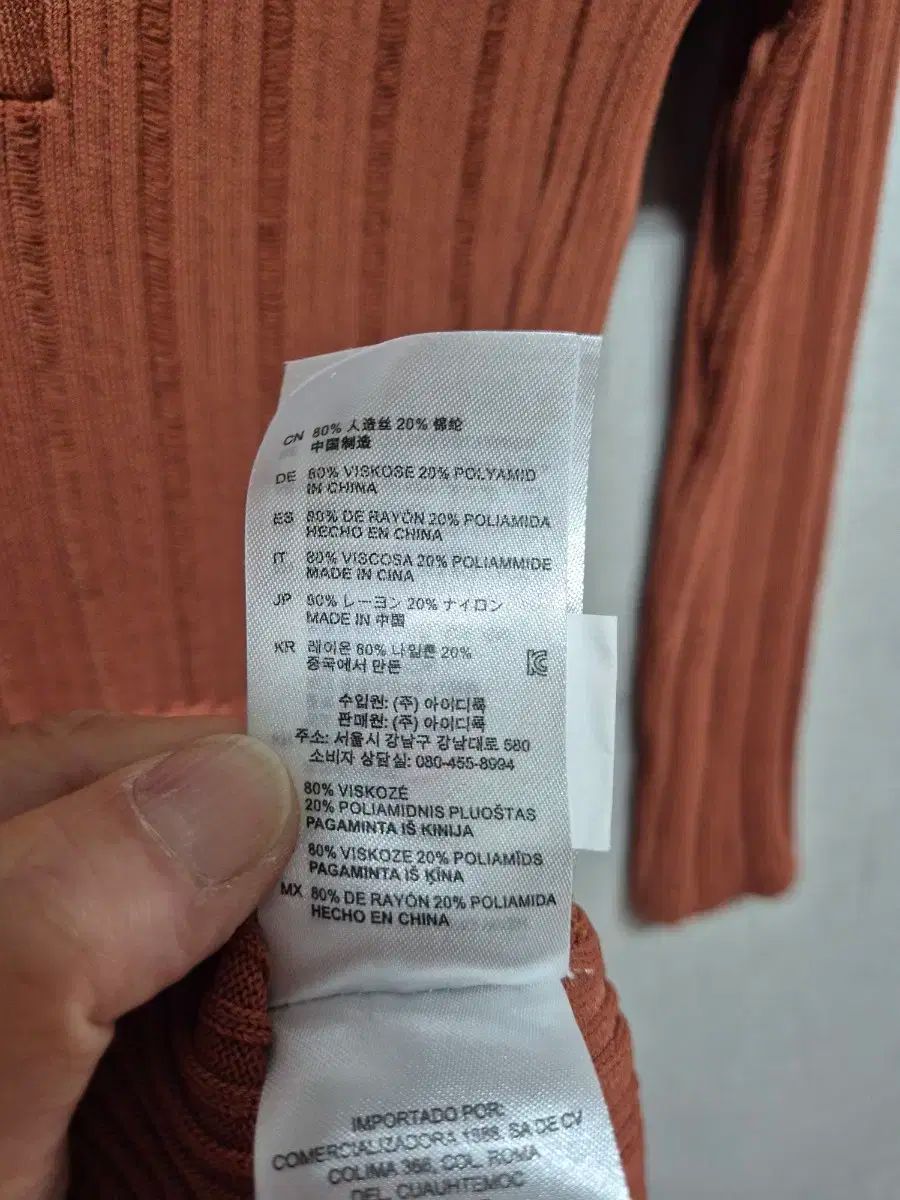 CN 80% 人造丝 20% 锦纶
中国制造
DE 80% VISKOSE 20% POLYAMID
IN CHINA
ES 80% DE RAYÓN 20% POLIAMIDA
HECHO EN CHINA
IT 80% VISCOSA 20% POLIAMMIDE
MADE IN CINA
JP 80% レーヨン 20% ナイロン
MADE IN 中国
KR 레이온 80% 나일론 20%
중국에서 만든
수입원: (주) 아이디룩
판매원: (주) 아이디룩
주소: 서울시 강남구 강남대로 580
소비자 상담실: 080-455-8994
80% VISKOZĖ
20% POLIAMIDNIS PLUOŠTAS
PAGAMINTA IŠ KINIJA
80% VISKOZE 20% POLIAMĪDS
PAGAMINTA IŠ ĶĪNA
MX 80% DE RAYÓN 20% POLIAMIDA
HECHO EN CHINA
IMPORTADO POR:
COMERCIALIZADORA 1888, SA DE CV
COLIMA 366, COL. ROMA
DEL. CUAUHTEMOC